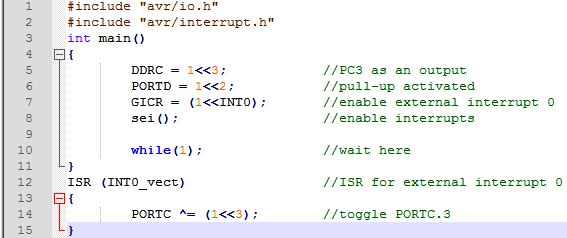 1 #include "avr/io.h"
2 #include "avr/interrupt.h"
3 int main()
4 {
5 DDRC = 1<<3; //PC3 as an output
6 PORTD = 1<<2; //pull-up activated
7 GICR = (1<<INT0); //enable external interrupt 0
8 sei(); //enable interrupts
9
10 while(1); //wait here
11 }
12 ISR (INT0_vect) //ISR for external interrupt 0
13 {
14 PORTC ^= (1<<3); //toggle PORTC.3
15 }